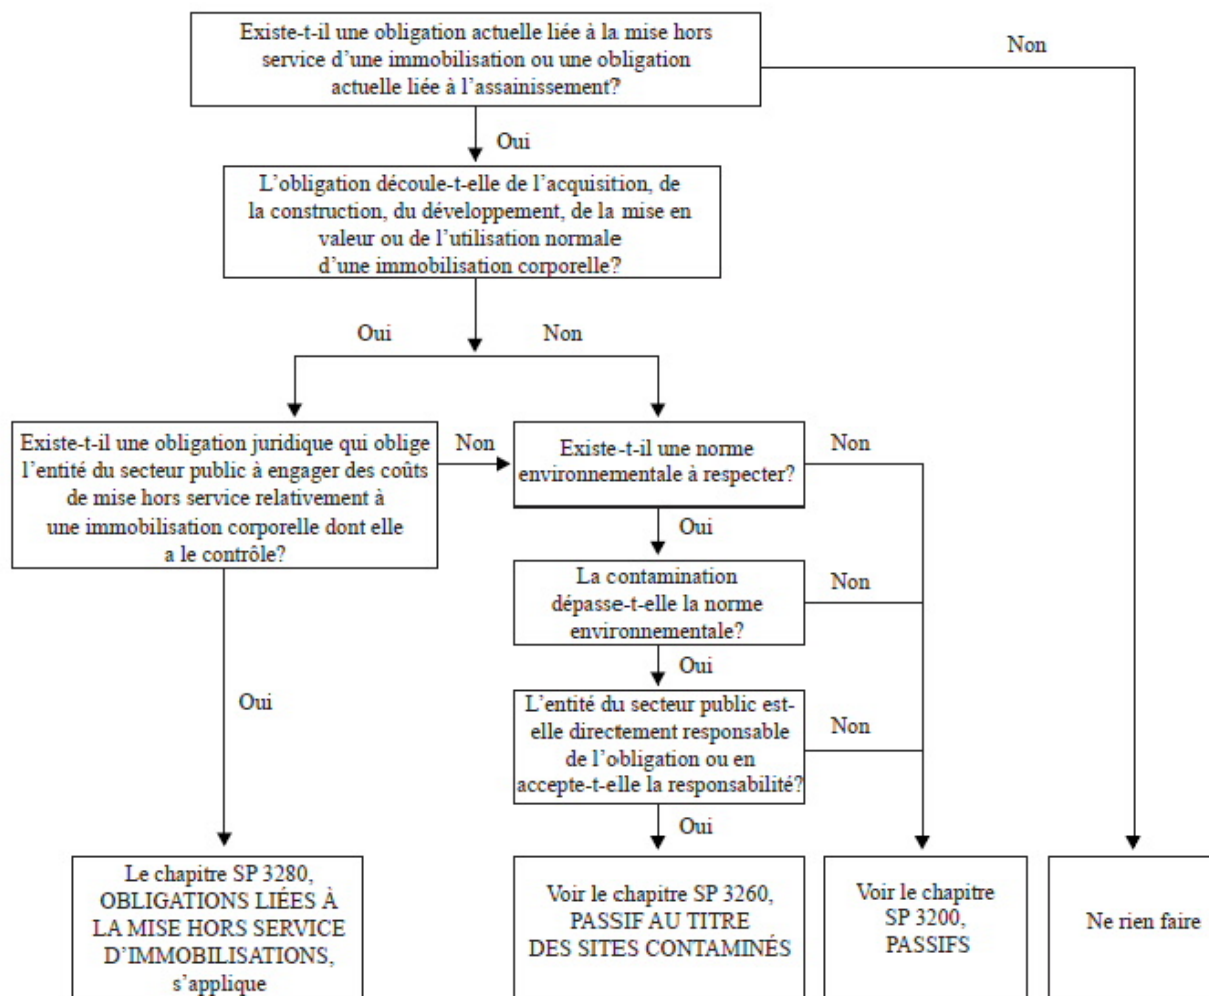 Existe-t-il une obligation actuelle liée à la mise hors
service d'une immobilisation ou une obligation
actuelle liée à l'assainissement?
Non
Oui
L'obligation découle-t-elle de l'acquisition, de
la construction, du développement, de la mise en
valeur ou de l'utilisation normale
d'une immobilisation corporelle?
Oui
Non
Existe-t-il une obligation juridique qui oblige
l'entité du secteur public à engager des coûts
de mise hors service relativement à
une immobilisation corporelle dont elle
a le contrôle?
Non
Existe-t-il une norme
environnementale à respecter?
Non
Oui
La contamination
dépasse-t-elle la norme
environnementale?
Non
Oui
Oui
L'entité du secteur public est-
elle directement responsable
de l'obligation ou en
accepte-t-elle la responsabilité?
Non
Oui
Le chapitre SP 3280,
OBLIGATIONS LIÉES À
LA MISE HORS SERVICE
D'IMMOBILISATIONS,
s'applique
Voir le chapitre SP 3260,
PASSIF AU TITRE
DES SITES CONTAMINÉS
Voir le chapitre
SP 3200,
PASSIFS
Ne rien faire